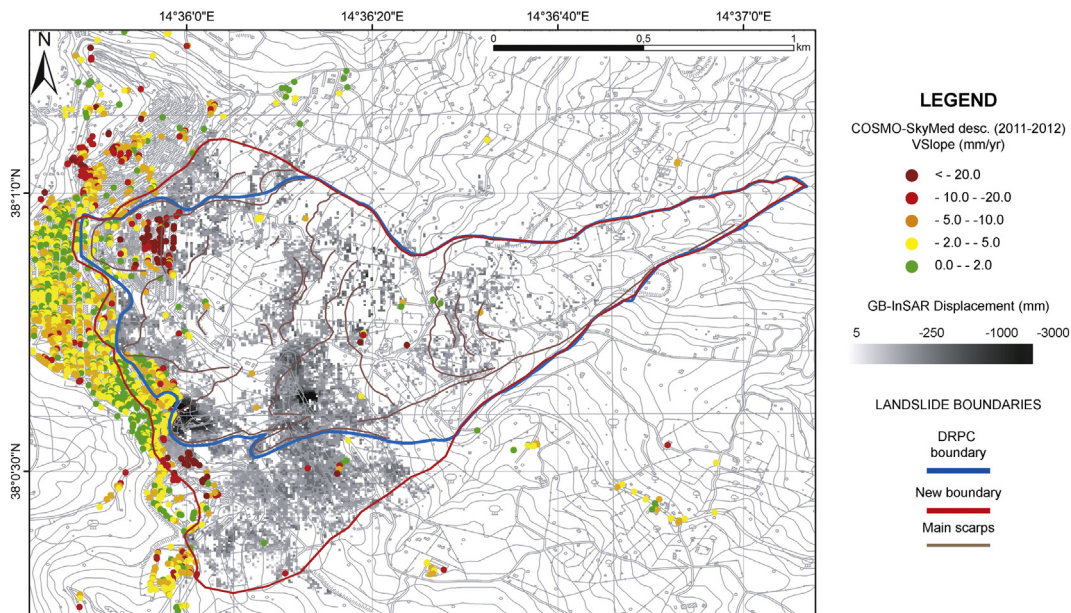 14°36'0"E 14°36'20"E 14°36'40"E 14°37'0"E
N
0 0.5 1
km
38°1'0"N
38°0'30"N
LEGEND
COSMO-SkyMed desc. (2011-2012)
VSlope (mm/yr)
< - 20.0
- 10.0 - -20.0
- 5.0 - -10.0
- 2.0 - - 5.0
0.0 - - 2.0
GB-InSAR Displacement (mm)
5 -250 -1000 -3000
LANDSLIDE BOUNDARIES
DRPC
boundary
New boundary
Main scarps